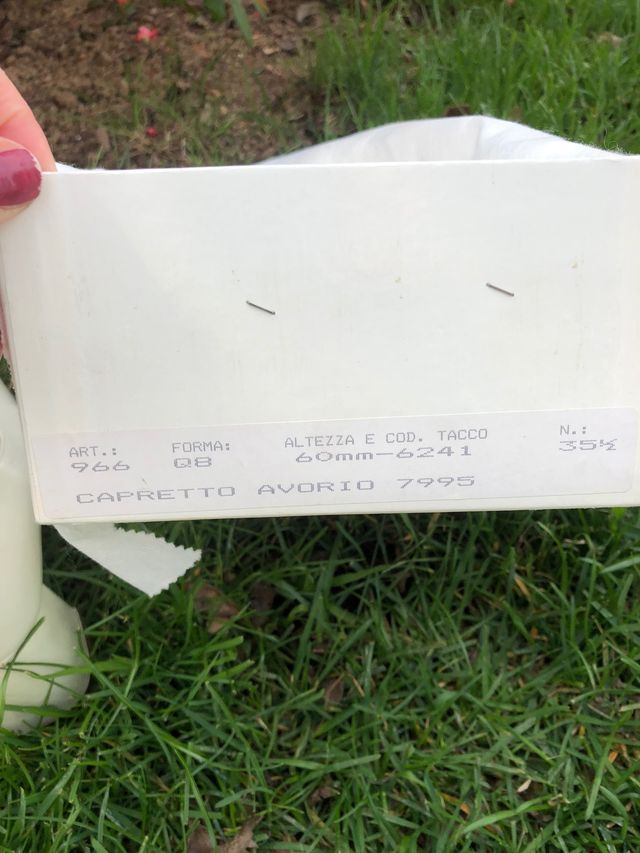 ART.: FORMA: ALTEZZA E COD. TACCO N.:
966 Q8 60mm-6241 35½
CAPRETTO AVORIO 7995